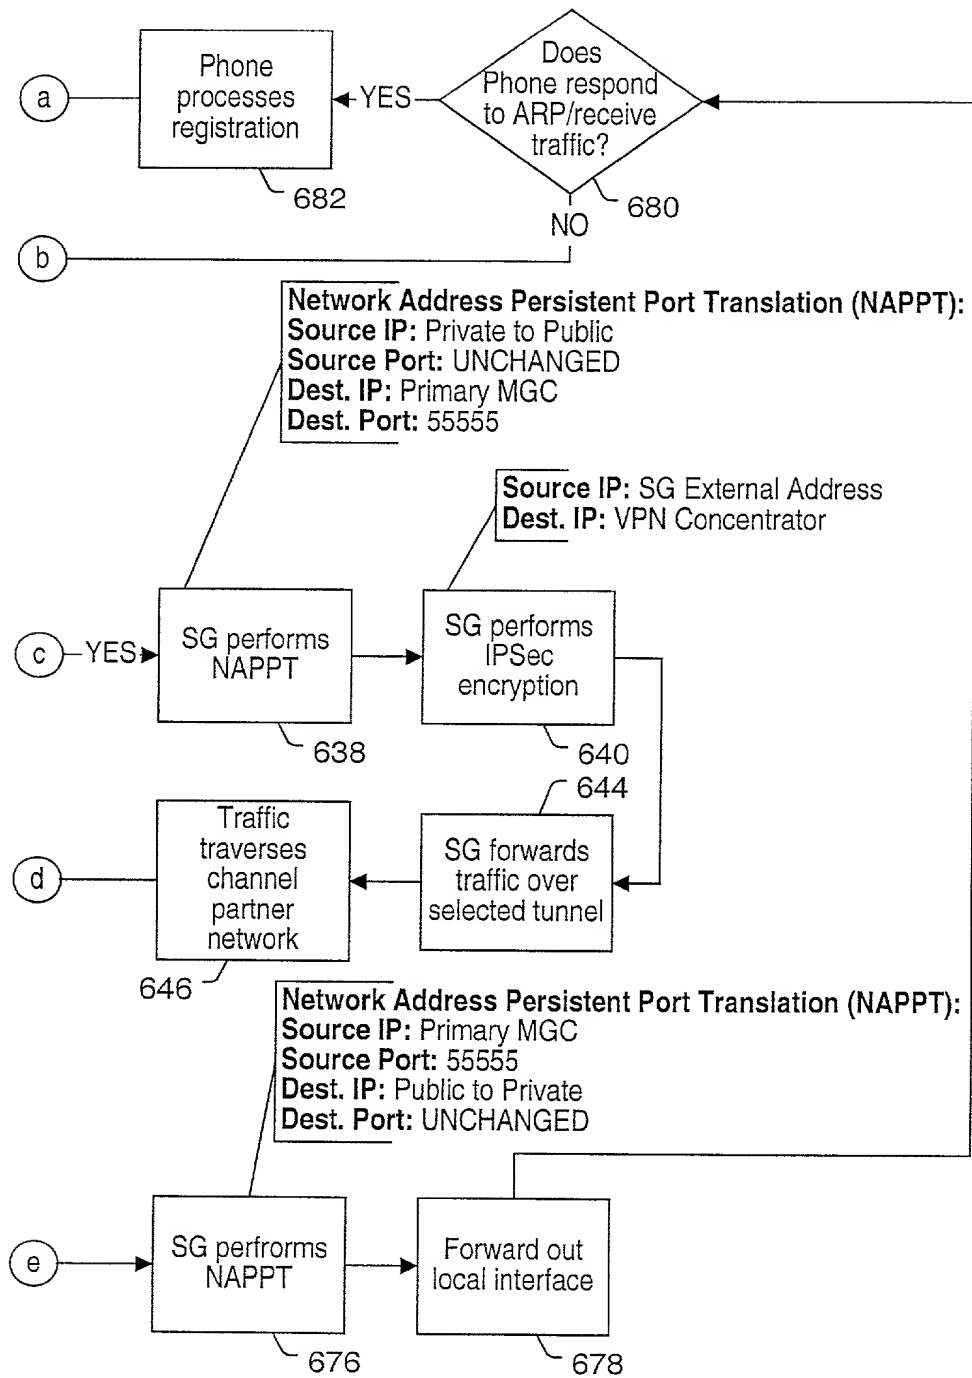 Does
Phone respond
to ARP/receive
traffic?
680
YES
Phone
processes
registration
682
a
NO
b
Network Address Persistent Port Translation (NAPPT):
Source IP: Private to Public
Source Port: UNCHANGED
Dest. IP: Primary MGC
Dest. Port: 55555
Source IP: SG External Address
Dest. IP: VPN Concentrator
c
YES
SG performs
NAPPT
638
SG performs
IPSec
encryption
640
644
SG forwards
traffic over
selected tunnel
Traffic
traverses
channel
partner
network
646
d
Network Address Persistent Port Translation (NAPPT):
Source IP: Primary MGC
Source Port: 55555
Dest. IP: Public to Private
Dest. Port: UNCHANGED
e
SG perfrorms
NAPPT
676
Forward out
local interface
678